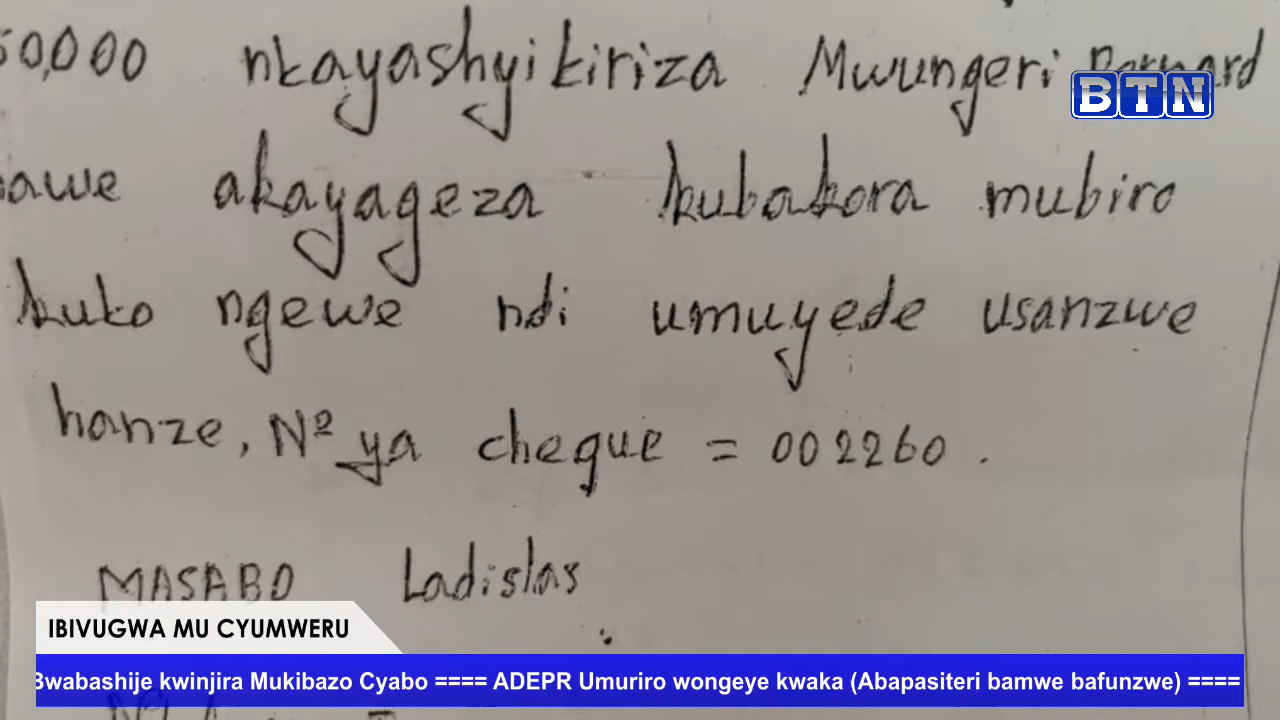 50,000 nkayashyikiriza Mwungeri Bernard
BTN
awe akayageza kubakora mubiro
kuko ngewe ndi umuyede usanzwe
hanze, Nº ya cheque = 002260.
MASABO Ladislas
IBIVUGWA MU CYUMWERU
Bwabashije kwinjira Mukibazo Cyabo ==== ADEPR Umuriro wongeye kwaka (Abapasiteri bamwe bafunzwe) ====